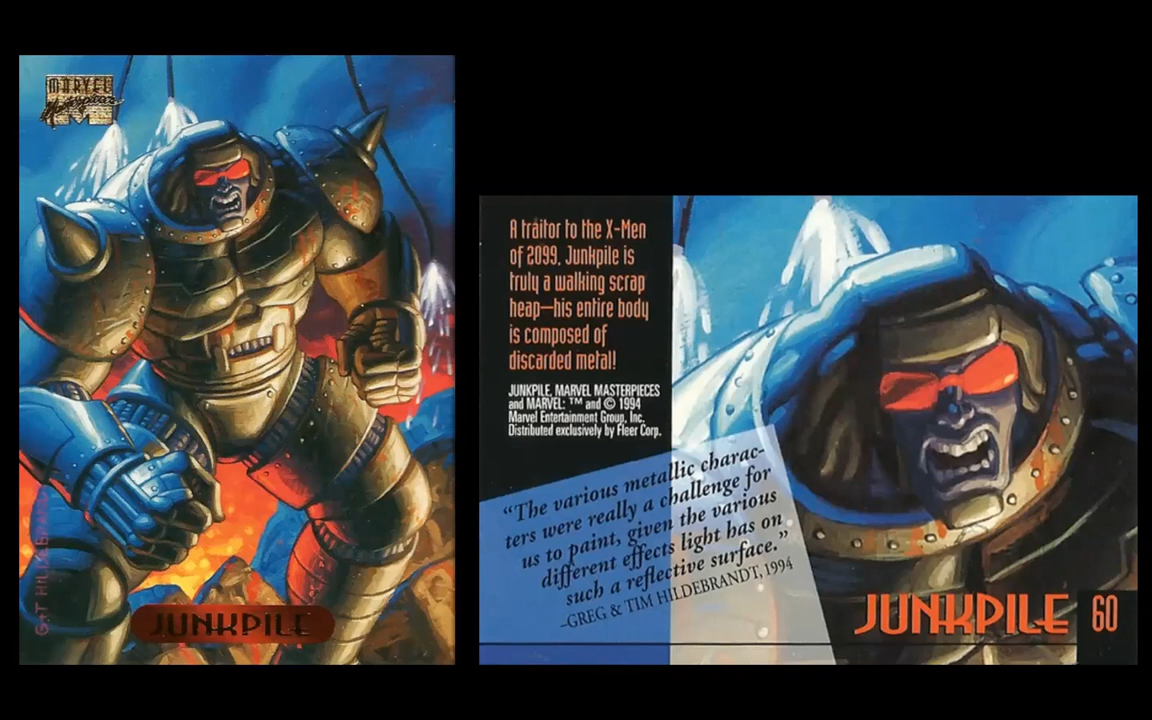 MARVEL
Masterpieces
G+T HILDEBRANDT
JUNKPILE
A traitor to the X-Men
of 2099, Junkpile is
truly a walking scrap
heap—his entire body
is composed of
discarded metal!
JUNKPILE, MARVEL MASTERPIECES
and MARVEL: ™ and © 1994
Marvel Entertainment Group, Inc.
Distributed exclusively by Fleer Corp.
“The various metallic charac-
ters were really a challenge for
us to paint, given the various
different effects light has on
such a reflective surface.”
–GREG & TIM HILDEBRANDT, 1994
JUNKPILE 60